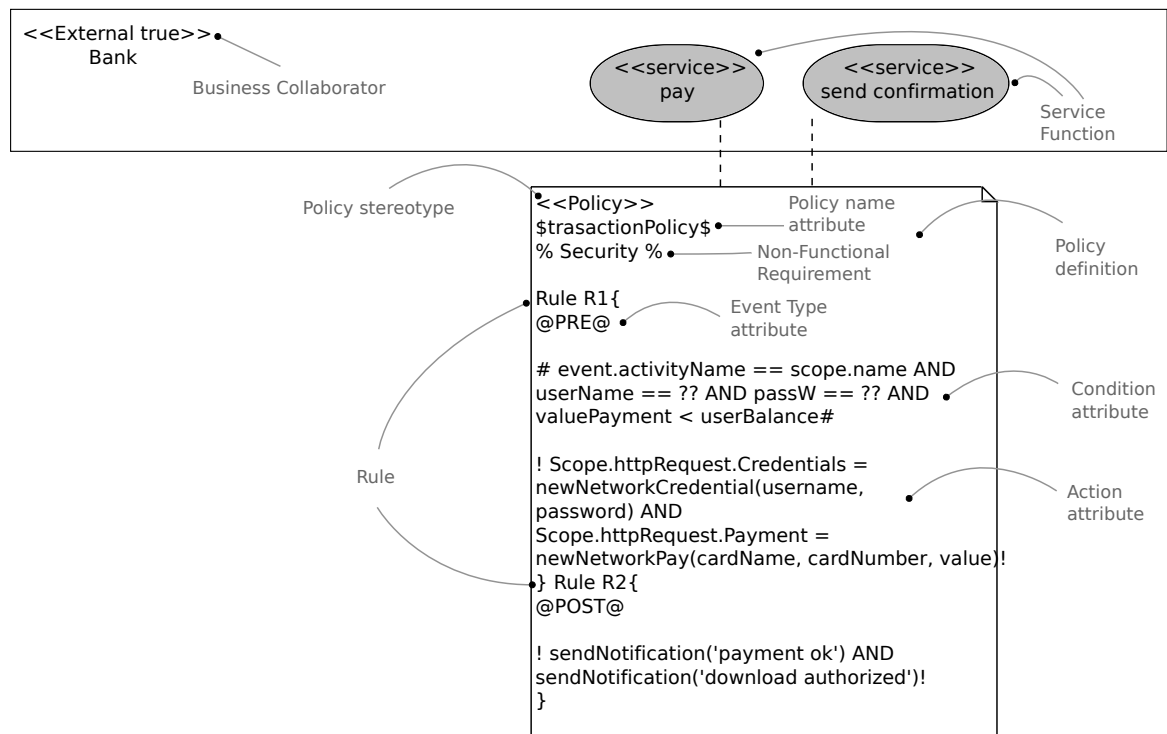 <<External true>>
Bank
Business Collaborator
<<service>>
pay
<<service>>
send confirmation
Service
Function
Policy stereotype
<<Policy>>
$trasactionPolicy$
% Security %
Policy name
attribute
Non-Functional
Requirement
Policy
definition
Rule R1{
@PRE@
Event Type
attribute
# event.activityName == scope.name AND
userName == ?? AND passW == ?? AND
valuePayment < userBalance#
Condition
attribute
Rule
! Scope.httpRequest.Credentials =
newNetworkCredential(username,
password) AND
Scope.httpRequest.Payment =
newNetworkPay(cardName, cardNumber, value)!
Action
attribute
} Rule R2{
@POST@
! sendNotification('payment ok') AND
sendNotification('download authorized')!
}